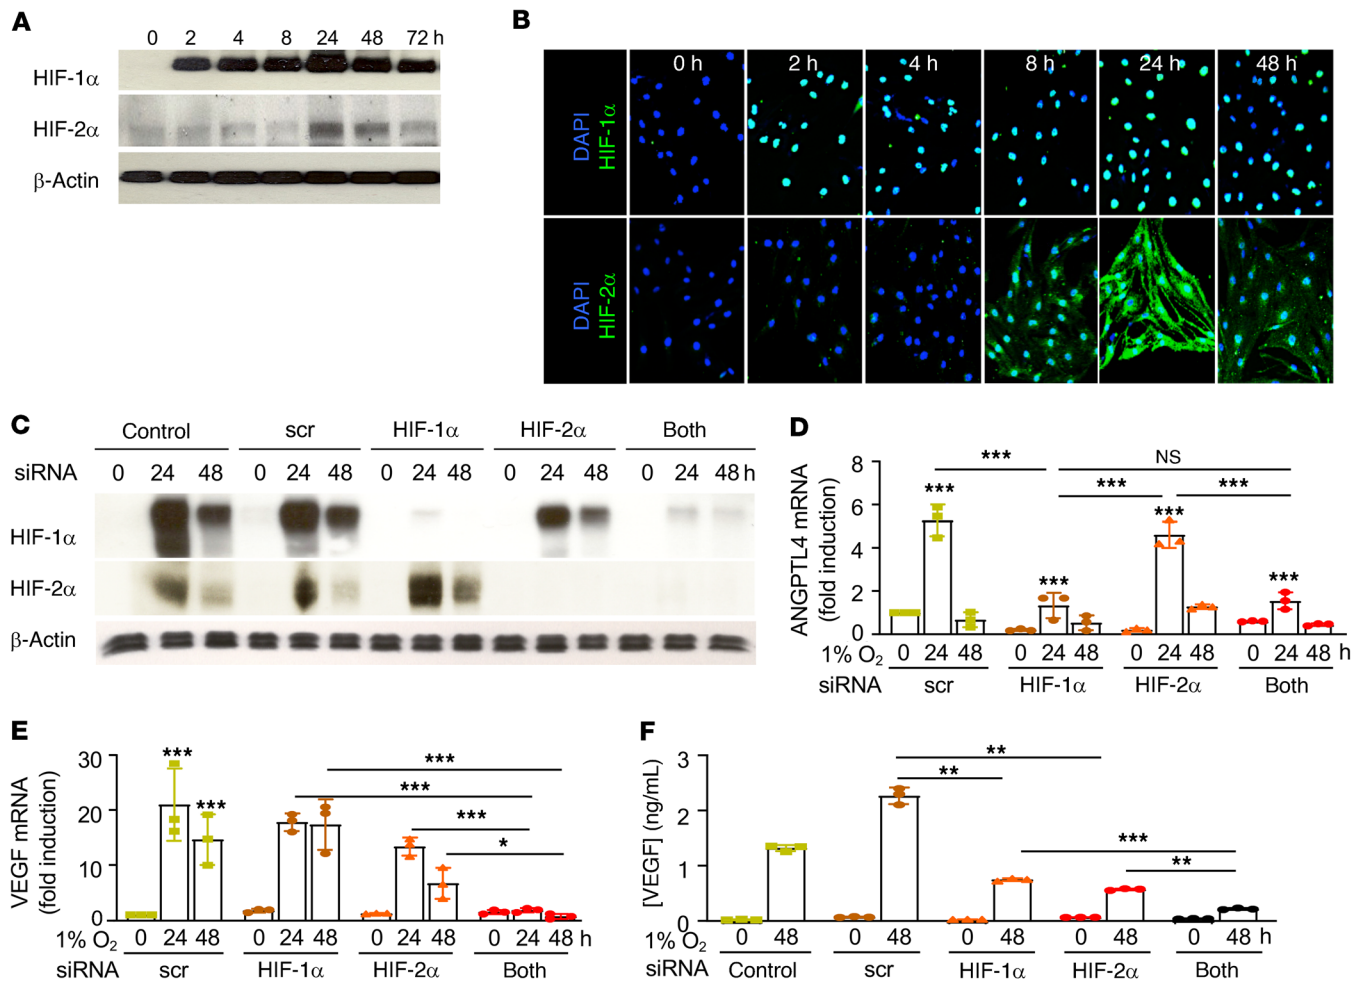 A
0 2 4 8 24 48 72 h
HIF-1α
HIF-2α
β-Actin
B
0 h 2 h 4 h 8 h 24 h 48 h
DAPI
HIF-1α
DAPI
HIF-2α
C
Control scr HIF-1α HIF-2α Both
siRNA 0 24 48 0 24 48 0 24 48 0 24 48 0 24 48 h
HIF-1α
HIF-2α
β-Actin
D
ANGPTL4 mRNA
(fold induction)
8
6
4
2
0
*** NS
*** ***
*** *** *** ***
1% O2 0 24 48 0 24 48 0 24 48 0 24 48 h
siRNA scr HIF-1α HIF-2α Both
E
VEGF mRNA
(fold induction)
30
20
10
0
*** ***
***
***
***
*
1% O2 0 24 48 0 24 48 0 24 48 0 24 48 h
siRNA scr HIF-1α HIF-2α Both
F
[VEGF] (ng/mL)
3
2
1
0
**
**
***
**
1% O2 0 48 0 48 0 48 0 48 0 48 h
siRNA Control scr HIF-1α HIF-2α Both